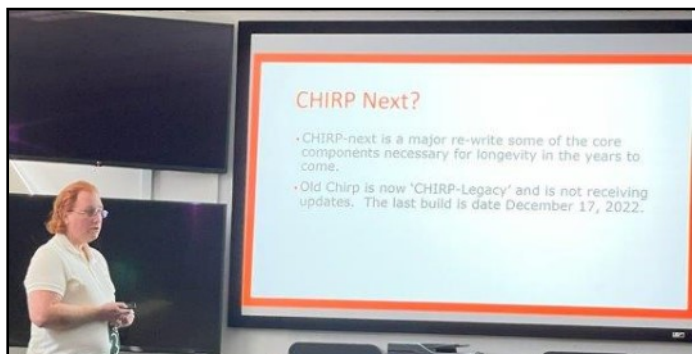 CHIRP Next?
• CHIRP-next is a major re-write some of the core
components necessary for longevity in the years to
come.
• Old Chirp is now ‘CHIRP-Legacy’ and is not receiving
updates.  The last build is date December 17, 2022.